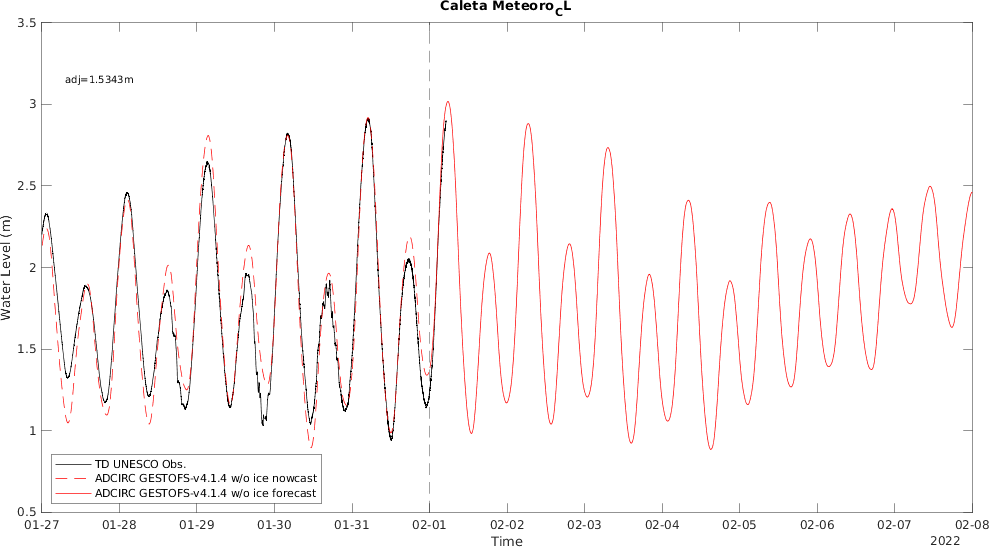 Caleta Meteoro_CL
adj=1.5343m
3.5
3
2.5
2
1.5
1
0.5
Water Level (m)
TD UNESCO Obs.
ADCIRC GESTOFS-v4.1.4 w/o ice nowcast
ADCIRC GESTOFS-v4.1.4 w/o ice forecast
01-27 01-28 01-29 01-30 01-31 02-01 02-02 02-03 02-04 02-05 02-06 02-07 02-08
Time
2022